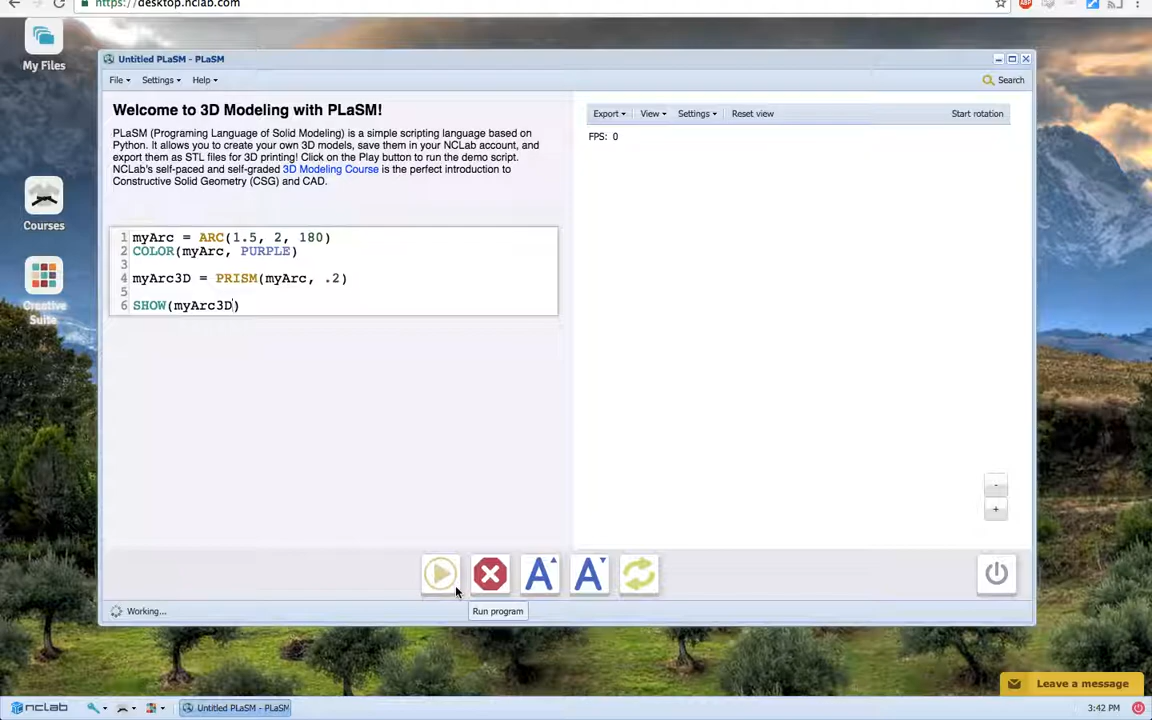 https://desktop.nclab.com
ABP
My Files
Untitled PLaSM - PLaSM
File Settings Help Search
Welcome to 3D Modeling with PLaSM!
PLaSM (Programing Language of Solid Modeling) is a simple scripting language based on
Python. It allows you to create your own 3D models, save them in your NCLab account, and
export them as STL files for 3D printing! Click on the Play button to run the demo script.
NCLab's self-paced and self-graded 3D Modeling Course is the perfect introduction to
Constructive Solid Geometry (CSG) and CAD.
Export View Settings Reset view Start rotation
FPS: 0
Courses
Creative
Suite
1 myArc = ARC(1.5, 2, 180)
2 COLOR(myArc, PURPLE)
3
4 myArc3D = PRISM(myArc, .2)
5
6 SHOW(myArc3D)
-
+
A A
Working...
Run program
Leave a message
nclab Untitled PLaSM - PLaSM 3:42 PM